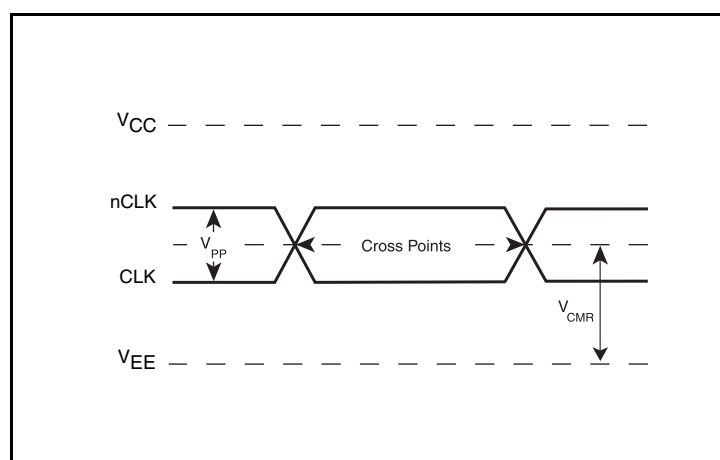 VCC
nCLK
VPP
Cross Points
CLK
VCMR
VEE